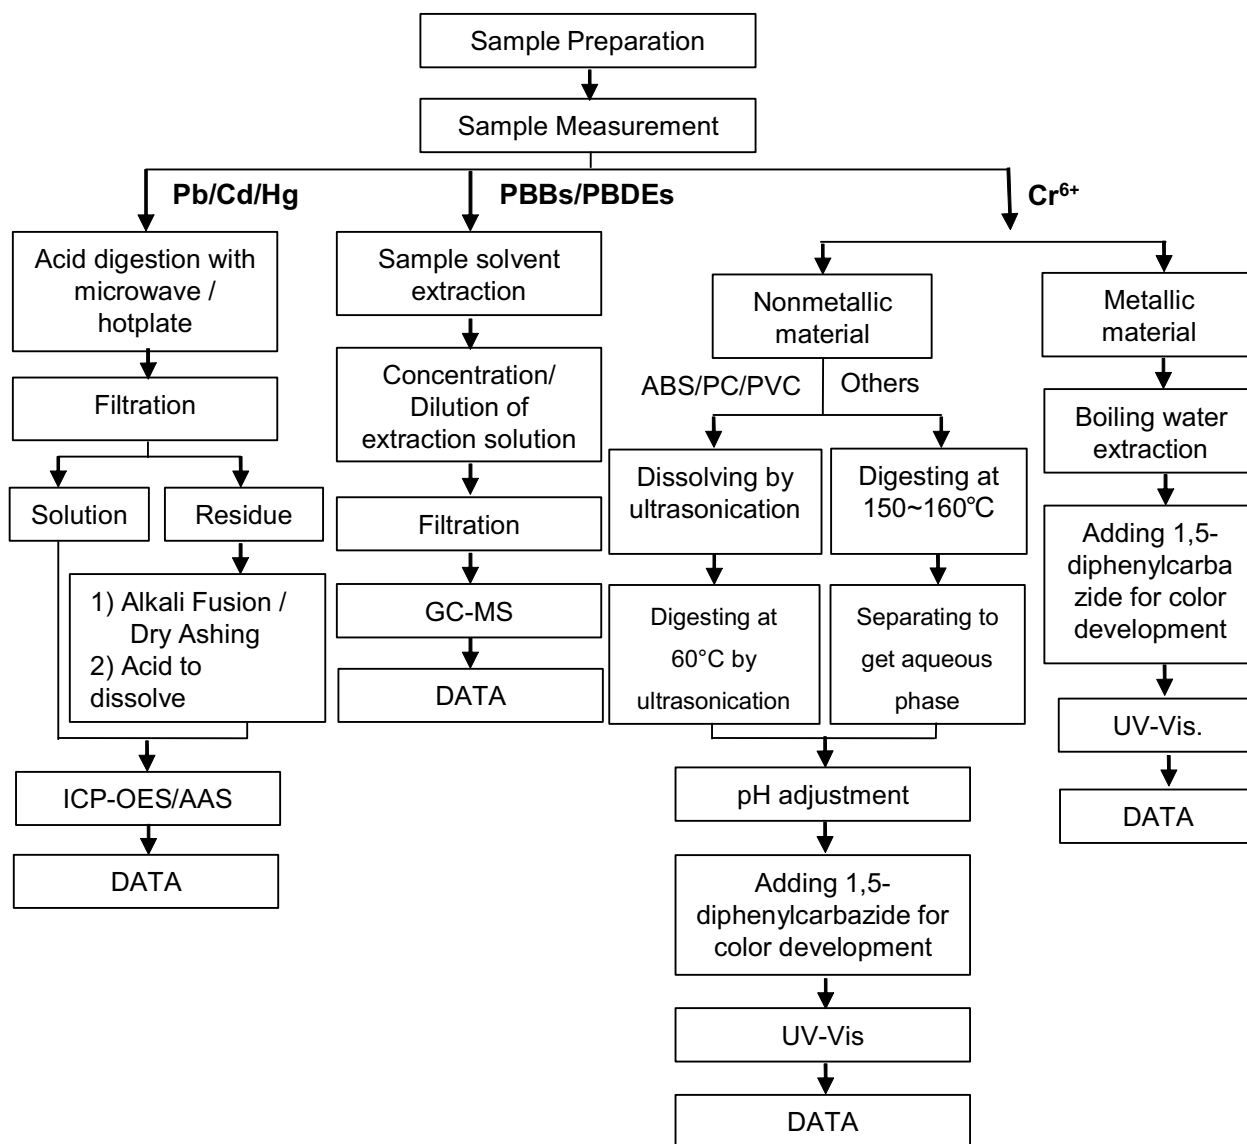 Sample Preparation
Sample Measurement
Pb/Cd/Hg
PBBs/PBDEs
Cr⁶⁺
Acid digestion with
microwave /
hotplate
Filtration
Solution
Residue
1) Alkali Fusion /
Dry Ashing
2) Acid to
dissolve
ICP-OES/AAS
DATA
Sample solvent
extraction
Concentration/
Dilution of
extraction solution
Filtration
GC-MS
DATA
Nonmetallic
material
ABS/PC/PVC
Others
Dissolving by
ultrasonication
Digesting at
60°C by
ultrasonication
Digesting at
150~160℃
Separating to
get aqueous
phase
pH adjustment
Adding 1,5-
diphenylcarbazide for
color development
UV-Vis
DATA
Metallic
material
Boiling water
extraction
Adding 1,5-
diphenylcarba
zide for color
development
UV-Vis.
DATA